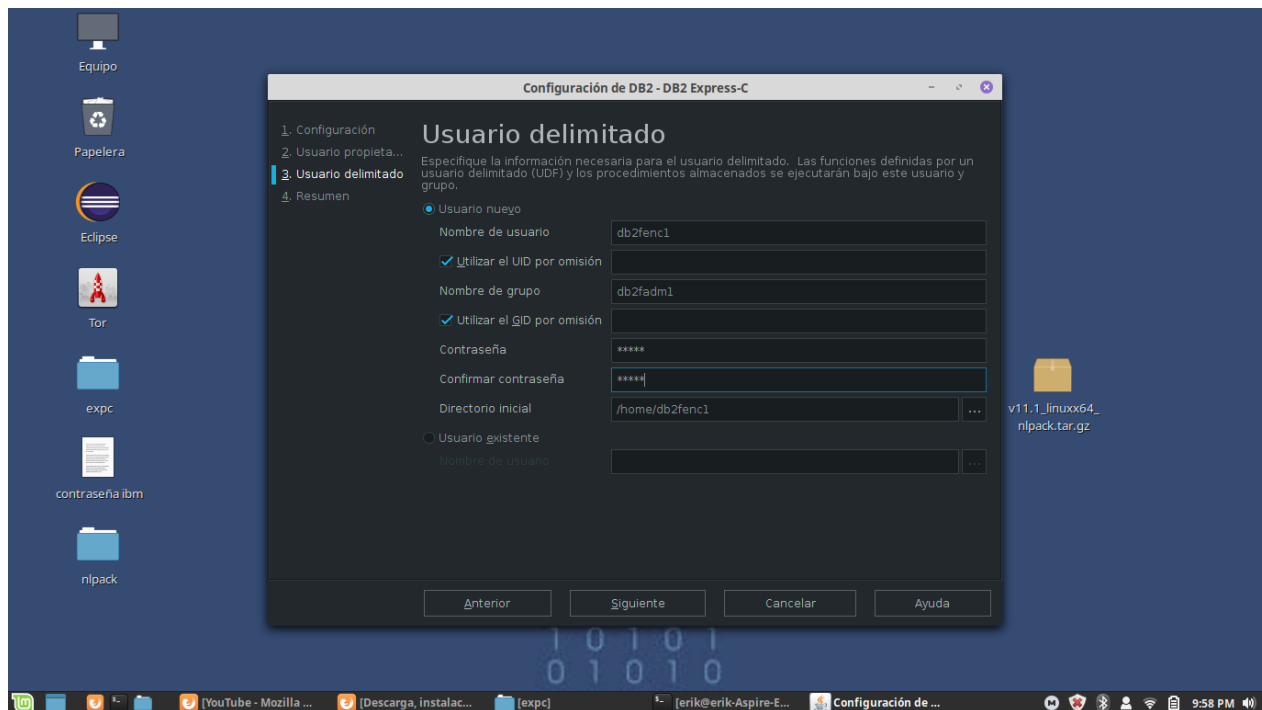 Equipo
Papelera
Eclipse
Tor
expc
contraseña ibm
nlpack
Configuración de DB2 - DB2 Express-C
1. Configuración
2. Usuario propieta...
3. Usuario delimitado
4. Resumen
Usuario delimitado
Especifique la información necesaria para el usuario delimitado. Las funciones definidas por un
usuario delimitado (UDF) y los procedimientos almacenados se ejecutarán bajo este usuario y
grupo.
Usuario nuevo
Nombre de usuario db2fenc1
Utilizar el UID por omisión
Nombre de grupo db2fadm1
Utilizar el GID por omisión
Contraseña *****
Confirmar contraseña *****
Directorio inicial /home/db2fenc1 ...
Usuario existente
Nombre de usuario ...
Anterior Siguiente Cancelar Ayuda
v11.1_linuxx64_
nlpack.tar.gz
1 0 1 0 1
0 1 0 1 0
[YouTube - Mozilla ... [Descarga, instalac... [expc] [erik@erik-Aspire-E... Configuración de ... 9:58 PM